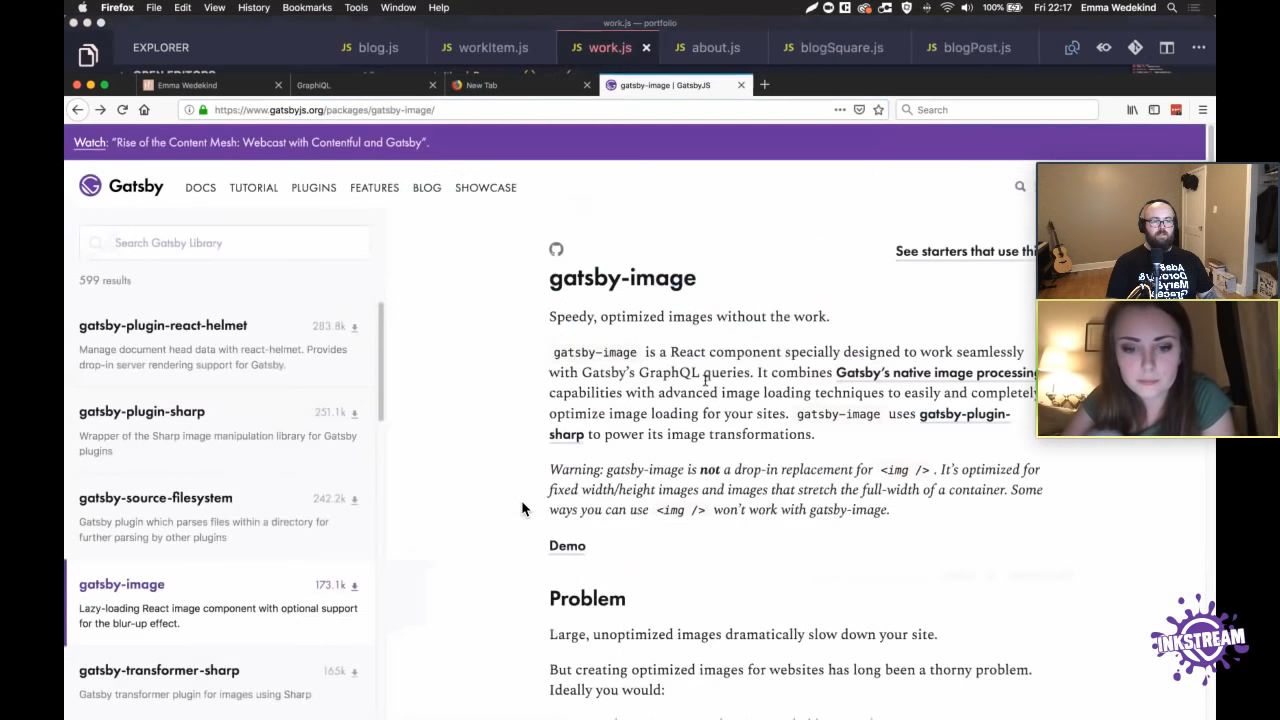 Firefox File Edit View History Bookmarks Tools Window Help 100% Fri 22:17 Emma Wedekind
work.js — portfolio
EXPLORER JS blog.js JS workItem.js JS work.js × JS about.js JS blogSquare.js JS blogPost.js
Emma Wedekind × GraphiQL × New Tab × gatsby-image | GatsbyJS × +
https://www.gatsbyjs.org/packages/gatsby-image/ Search
Watch: “Rise of the Content Mesh: Webcast with Contentful and Gatsby”.
Gatsby DOCS TUTORIAL PLUGINS FEATURES BLOG SHOWCASE
Search Gatsby Library
599 results
gatsby-plugin-react-helmet 283.8k
Manage document head data with react-helmet. Provides
drop-in server rendering support for Gatsby.
gatsby-plugin-sharp 251.1k
Wrapper of the Sharp image manipulation library for Gatsby
plugins
gatsby-source-filesystem 242.2k
Gatsby plugin which parses files within a directory for
further parsing by other plugins
gatsby-image 173.1k
Lazy-loading React image component with optional support
for the blur-up effect.
gatsby-transformer-sharp 165k
Gatsby transformer plugin for images using Sharp
See starters that use thi
gatsby-image
Speedy, optimized images without the work.
gatsby-image is a React component specially designed to work seamlessly
with Gatsby’s GraphQL queries. It combines Gatsby’s native image processing
capabilities with advanced image loading techniques to easily and completely
optimize image loading for your sites. gatsby-image uses gatsby-plugin-
sharp to power its image transformations.
Warning: gatsby-image is not a drop-in replacement for <img />. It’s optimized for
fixed width/height images and images that stretch the full-width of a container. Some
ways you can use <img /> won’t work with gatsby-image.
Demo
Problem
Large, unoptimized images dramatically slow down your site.
But creating optimized images for websites has long been a thorny problem.
Ideally you would:
INKSTREAM